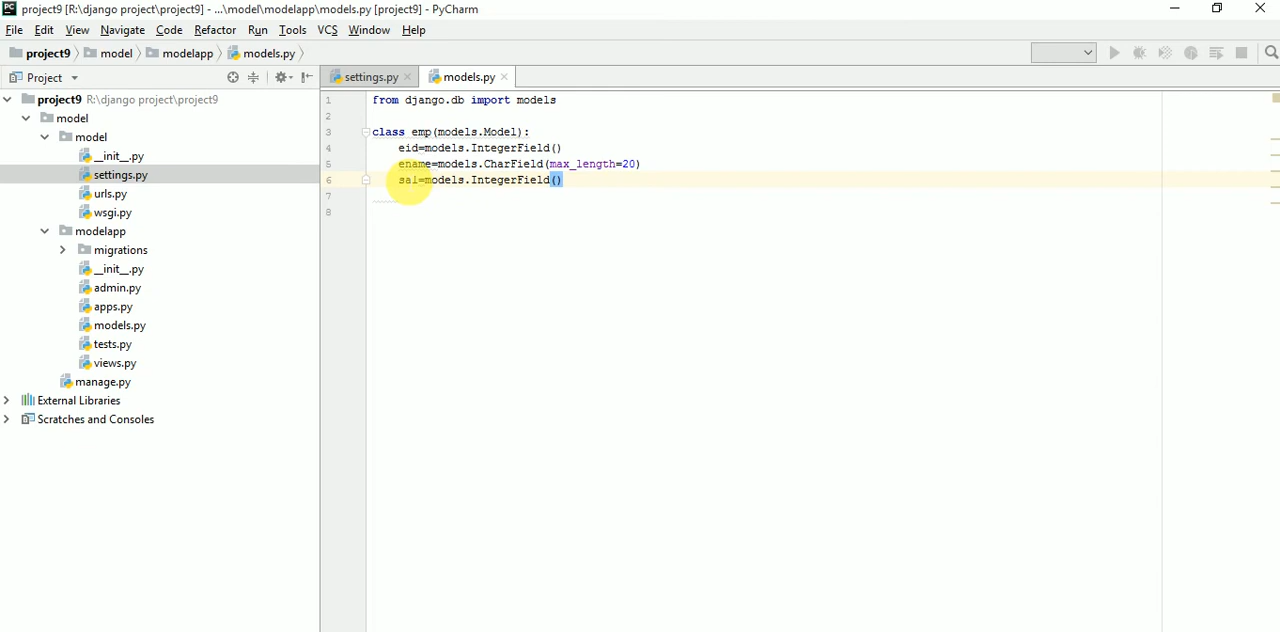 project9 [R:\django project\project9] - ...\model\modelapp\models.py [project9] - PyCharm
File Edit View Navigate Code Refactor Run Tools VCS Window Help
project9 model modelapp models.py
Project settings.py models.py
project9 R:\django project\project9
model
model
__init__.py
settings.py
urls.py
wsgi.py
modelapp
migrations
__init__.py
admin.py
apps.py
models.py
tests.py
views.py
manage.py
External Libraries
Scratches and Consoles
1 from django.db import models
2
3 class emp(models.Model):
4 eid=models.IntegerField()
5 ename=models.CharField(max_length=20)
6 sal=models.IntegerField()
7
8